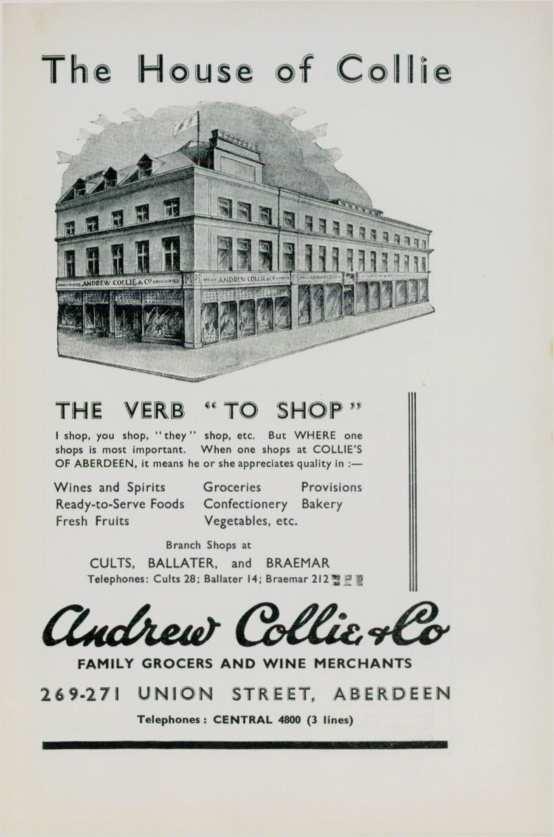 The House of Collie
ANDREW COLLIE & Co
ANDREW COLLIE & Co
THE VERB "TO SHOP"
I shop, you shop, "they" shop, etc. But WHERE one
shops is most important. When one shops at COLLIE'S
OF ABERDEEN, it means he or she appreciates quality in :—
Wines and Spirits Groceries Provisions
Ready-to-Serve Foods Confectionery Bakery
Fresh Fruits Vegetables, etc.
Branch Shops at
CULTS, BALLATER, and BRAEMAR
Telephones: Cults 28; Ballater 14; Braemar 212
Andrew Collie & Co
FAMILY GROCERS AND WINE MERCHANTS
269-271 UNION STREET, ABERDEEN
Telephones: CENTRAL 4800 (3 lines)